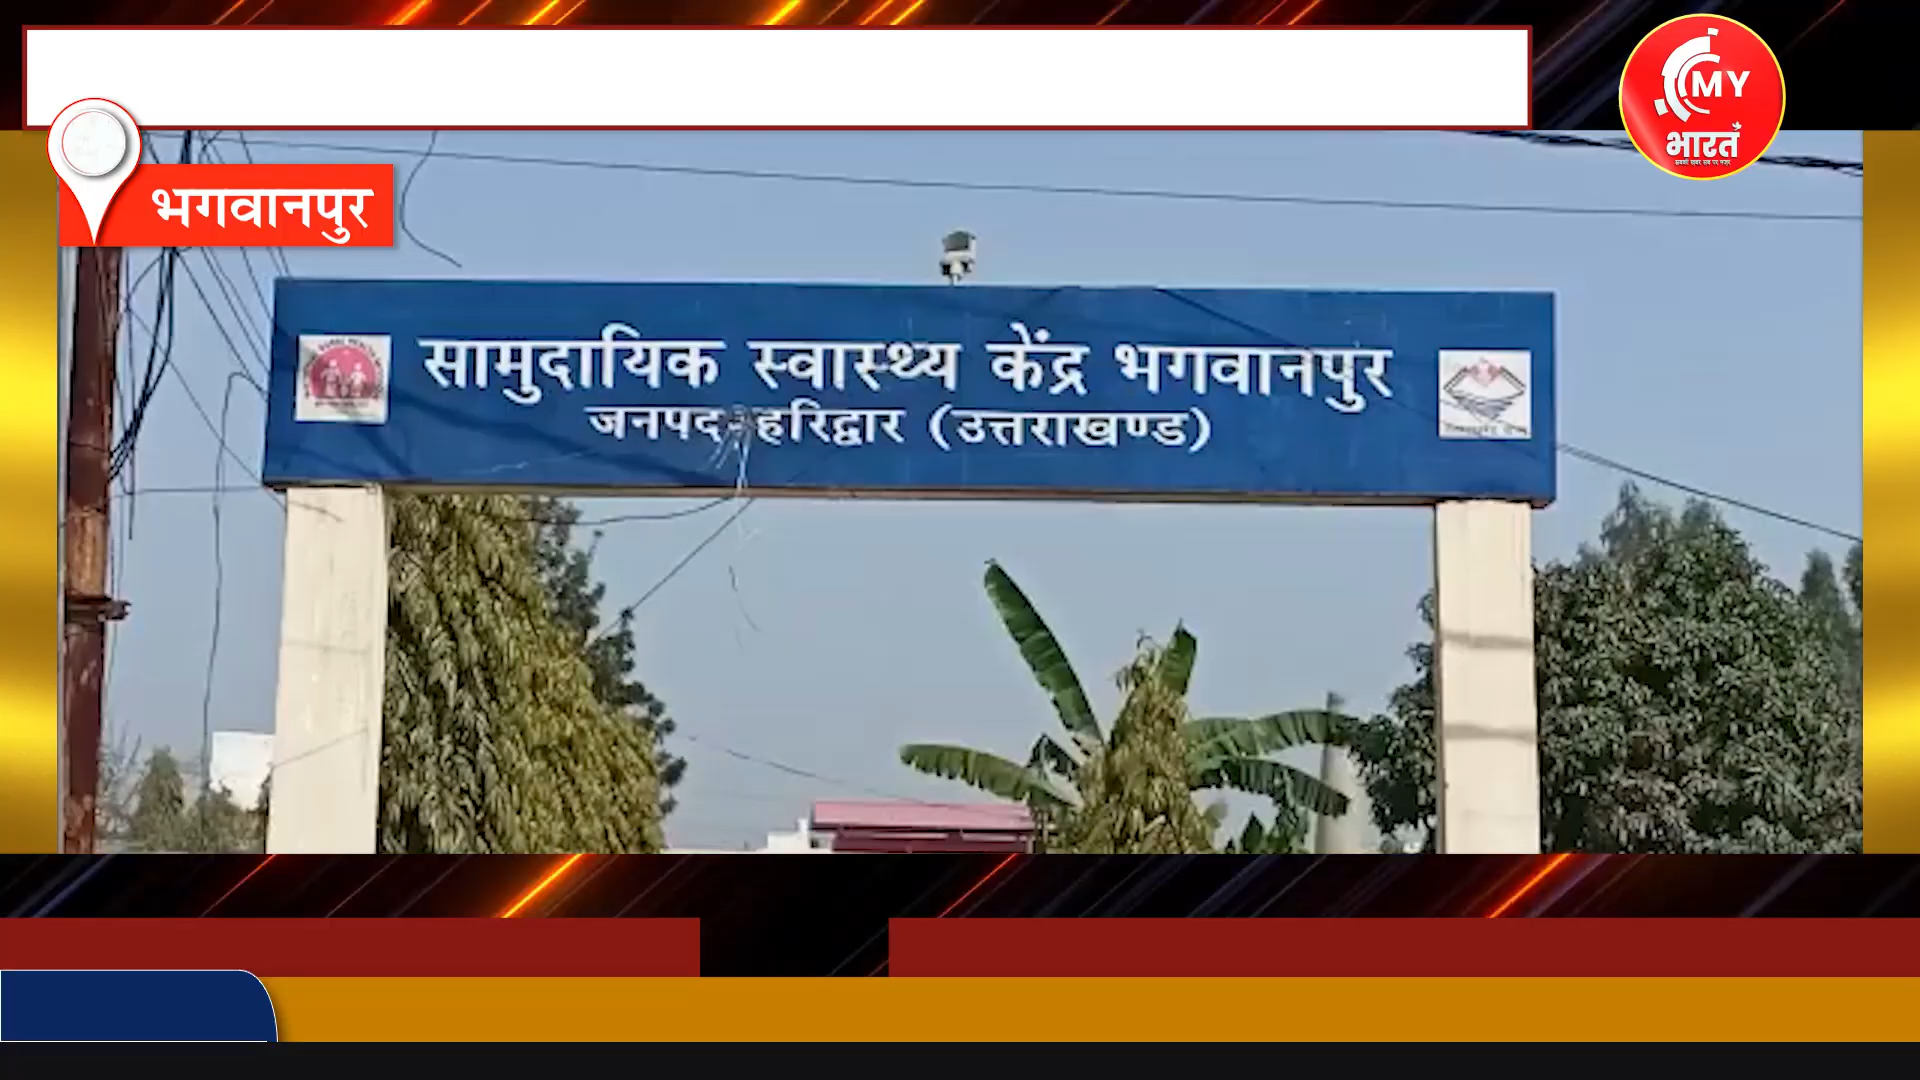 MY
भारत
भगवानपुर
सामुदायिक स्वास्थ्य केंद्र भगवानपुर
जनपद-हरिद्वार (उत्तराखण्ड)